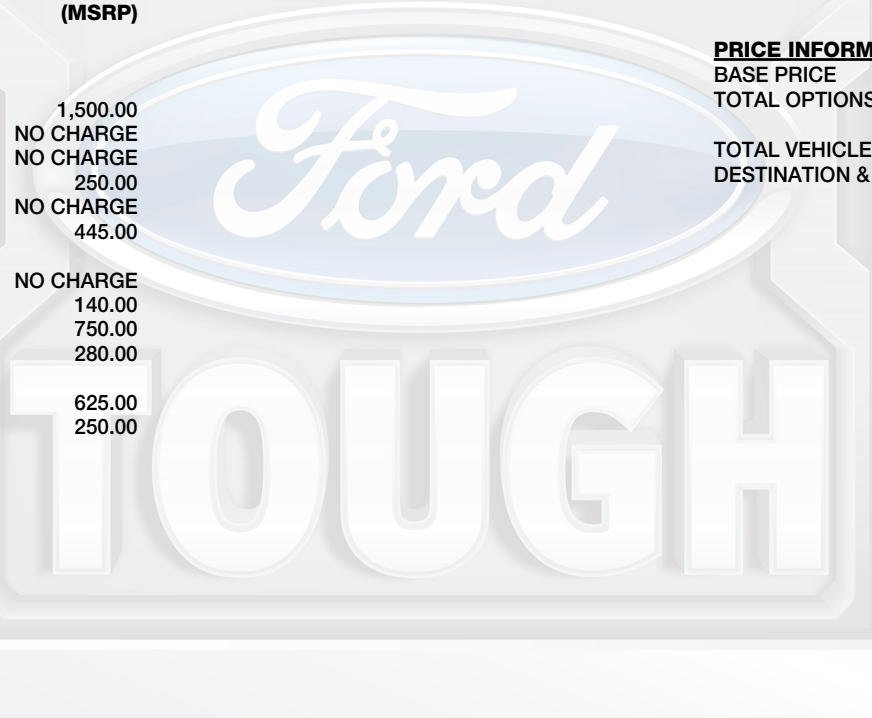 (MSRP)
1,500.00
NO CHARGE
NO CHARGE
250.00
NO CHARGE
445.00
NO CHARGE
140.00
750.00
280.00
625.00
250.00
PRICE INFORM
BASE PRICE
TOTAL OPTIONS
TOTAL VEHICLE
DESTINATION &
Ford
TOUGH